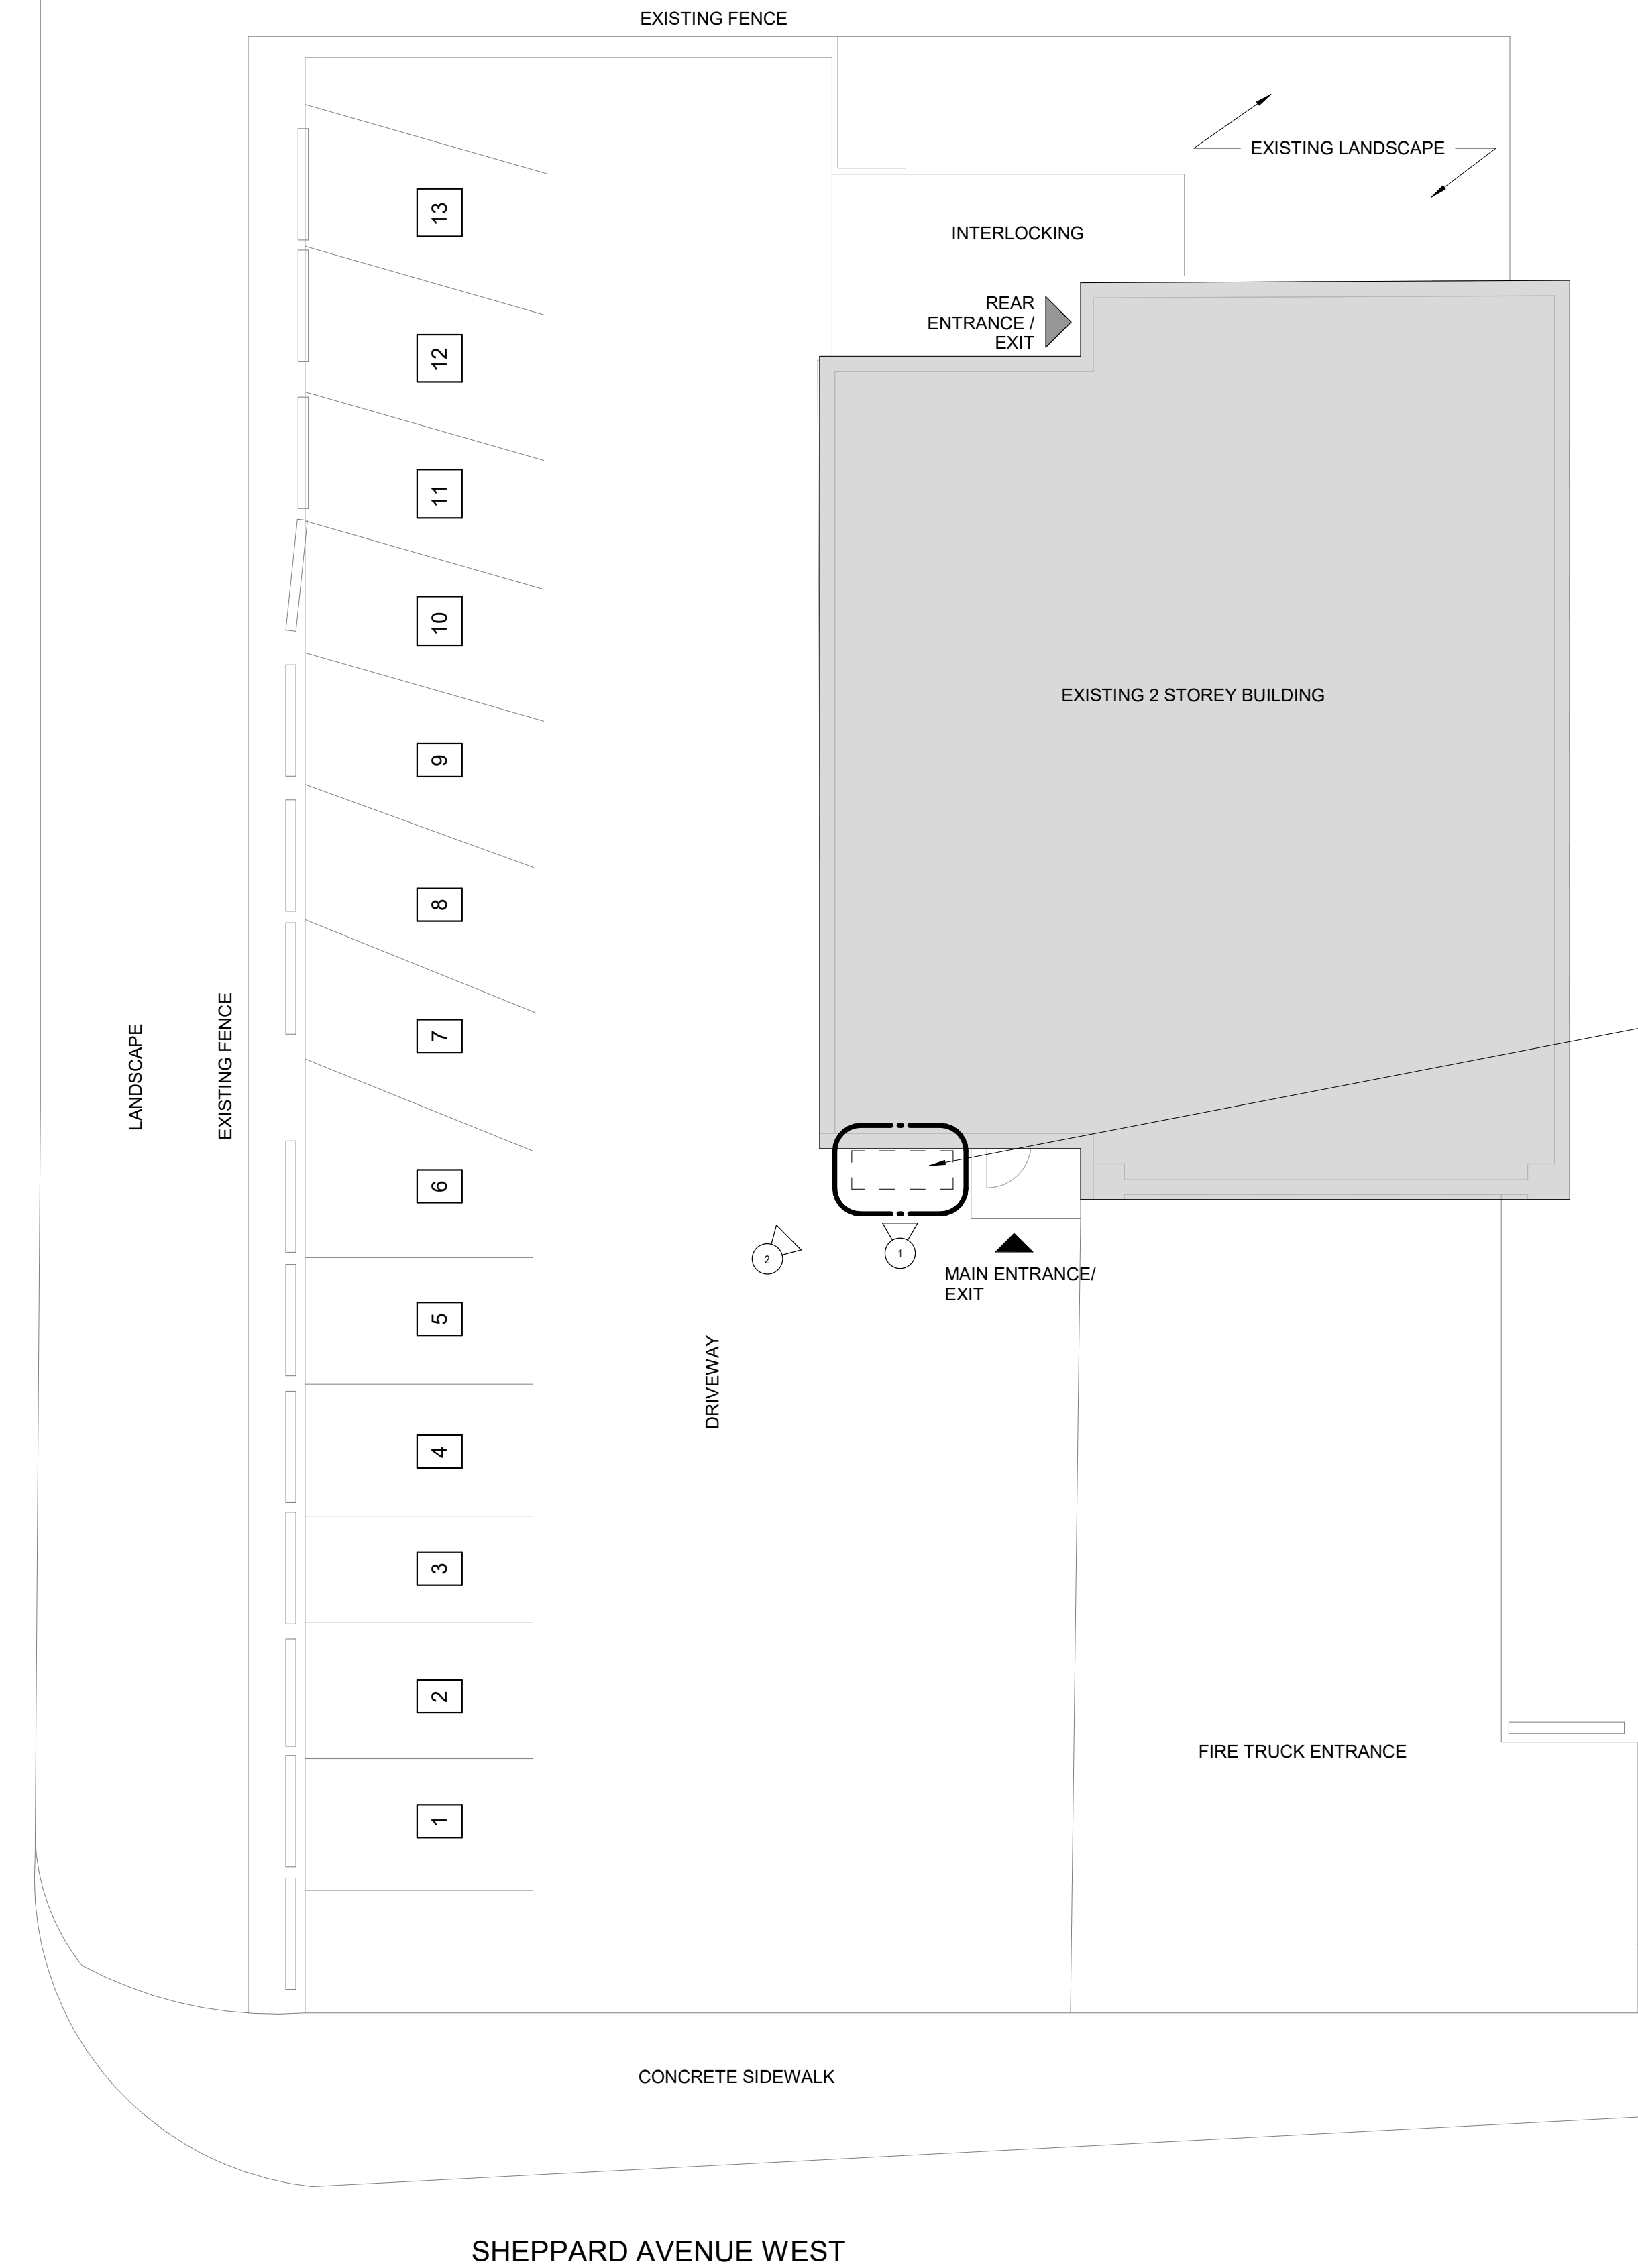 EXISTING FENCE
EXISTING LANDSCAPE
13
INTERLOCKING
REAR
ENTRANCE /
EXIT
12
11
10
EXISTING 2 STOREY BUILDING
9
8
7
LANDSCAPE
EXISTING FENCE
6
2
1
MAIN ENTRANCE/
EXIT
5
DRIVEWAY
4
3
2
FIRE TRUCK ENTRANCE
1
CONCRETE SIDEWALK
SHEPPARD AVENUE WEST